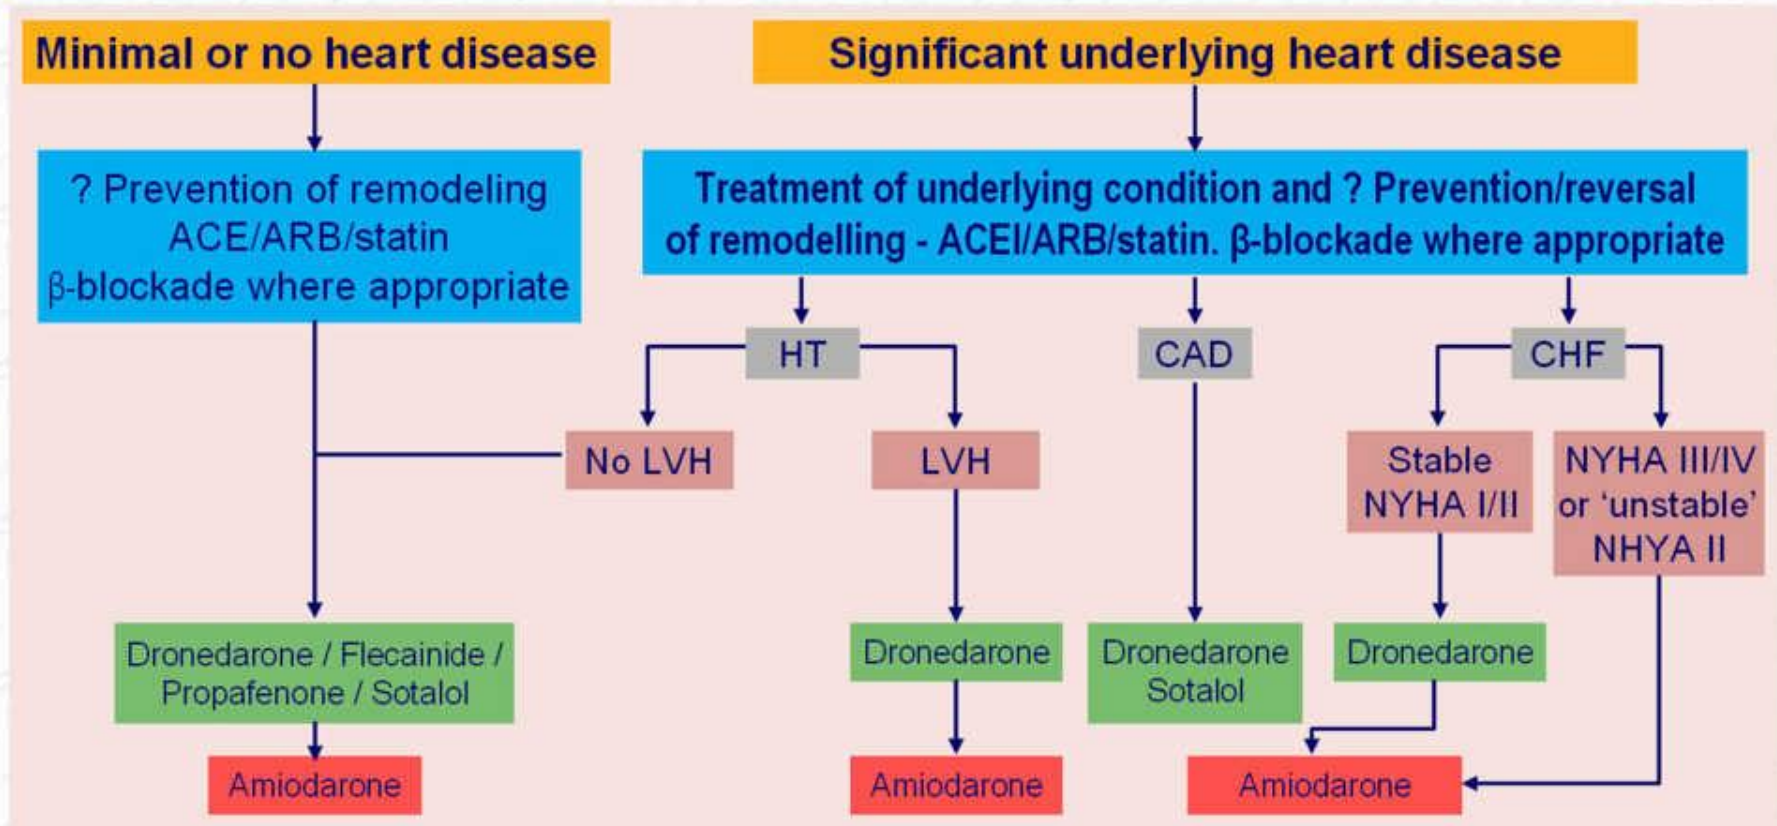 Minimal or no heart disease
Significant underlying heart disease
? Prevention of remodeling
ACE/ARB/statin
β-blockade where appropriate
Treatment of underlying condition and ? Prevention/reversal
of remodelling - ACEI/ARB/statin. β-blockade where appropriate
HT
CAD
CHF
No LVH
LVH
Stable
NYHA I/II
NYHA III/IV
or ‘unstable’
NHYA II
Dronedarone / Flecainide /
Propafenone / Sotalol
Dronedarone
Dronedarone
Sotalol
Dronedarone
Amiodarone
Amiodarone
Amiodarone